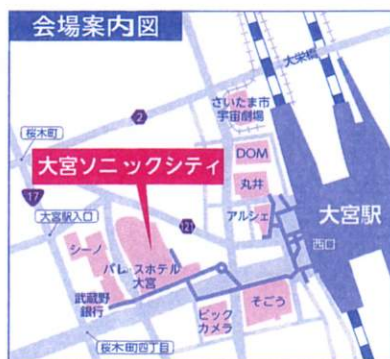 会場案内図
大栄橋
さいたま市
宇宙劇場
2
桜木町
DOM
大宮ソニックシティ
丸井
17
大宮駅
アルシェ
大宮駅入口
121
西口
シーノ
パレスホテル
大宮
武蔵野
銀行
そごう
ビック
カメラ
桜木町四丁目